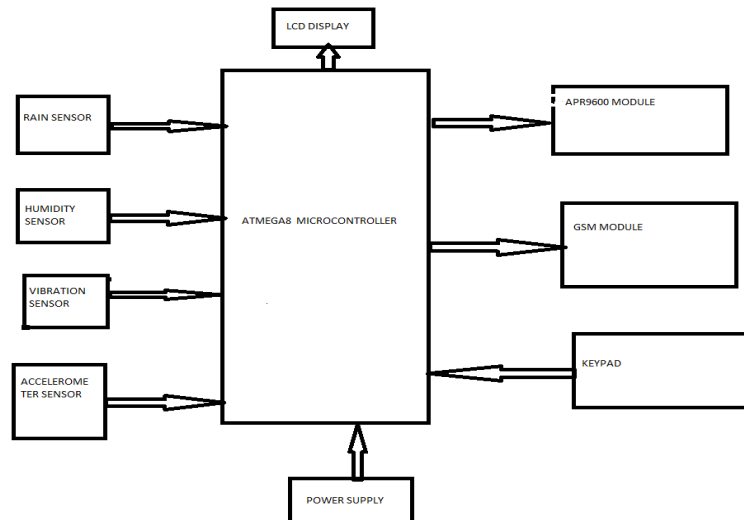 LCD DISPLAY
RAIN SENSOR
APR9600 MODULE
HUMIDITY
SENSOR
ATMEGA8 MICROCONTROLLER
GSM MODULE
VIBRATION
SENSOR
ACCELEROME
TER SENSOR
KEYPAD
POWER SUPPLY